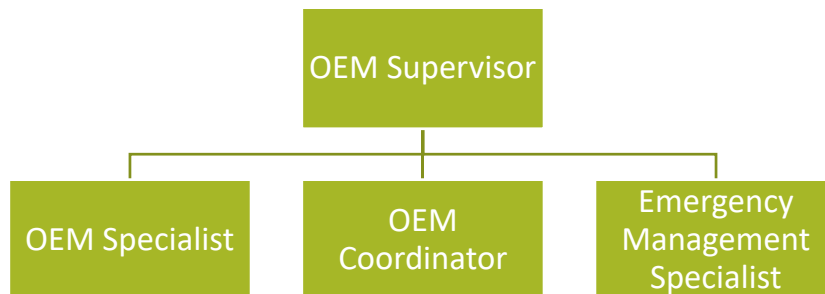 OEM Supervisor
OEM Specialist
OEM
Coordinator
Emergency
Management
Specialist